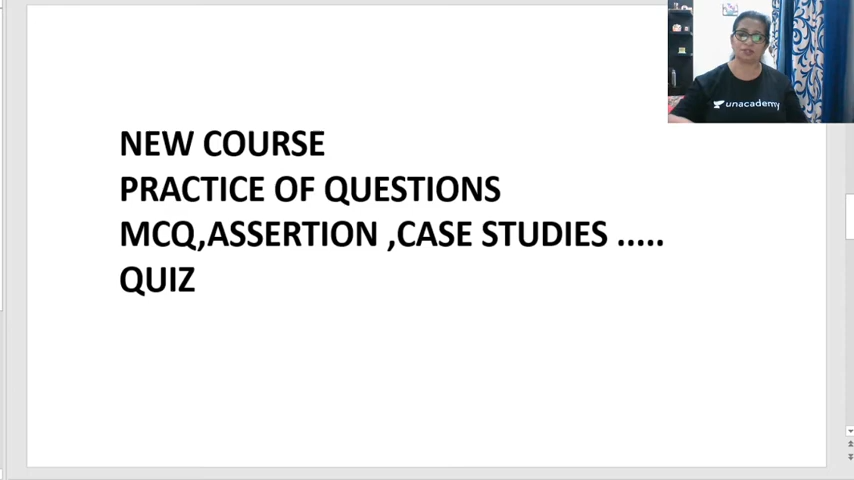 unacademy
NEW COURSE
PRACTICE OF QUESTIONS
MCQ,ASSERTION ,CASE STUDIES .....
QUIZ